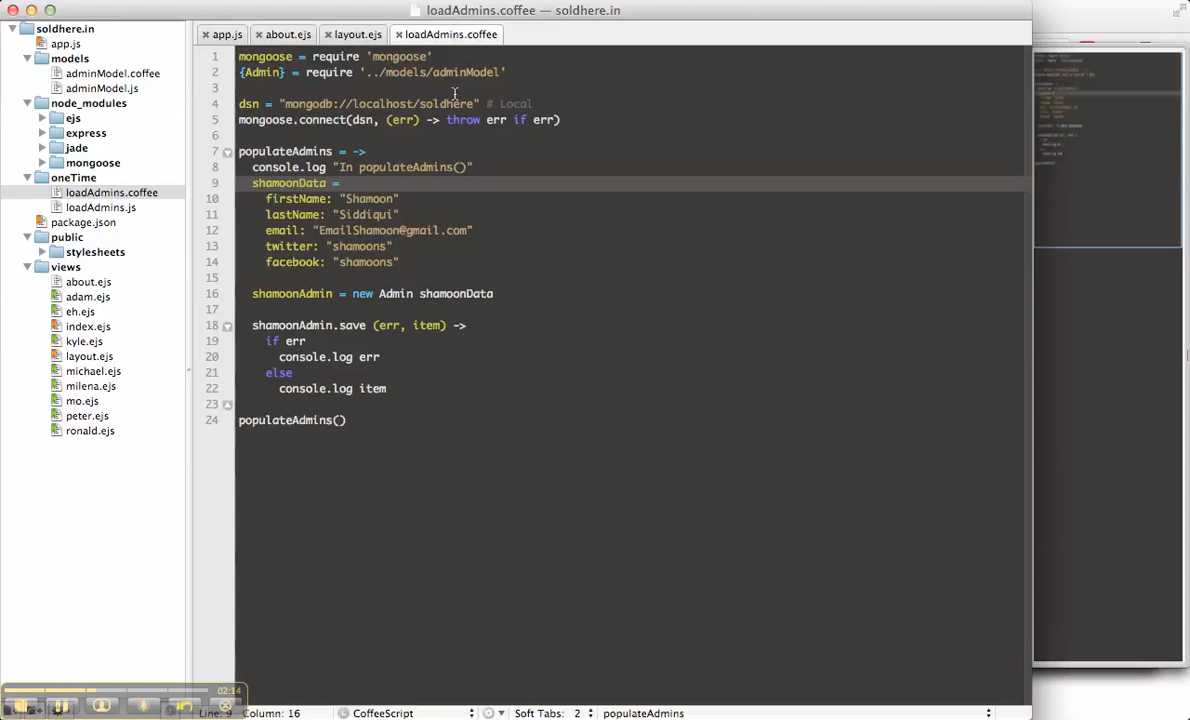 loadAdmins.coffee — soldhere.in
soldhere.in
app.js
models
adminModel.coffee
adminModel.js
node_modules
ejs
express
jade
mongoose
oneTime
loadAdmins.coffee
loadAdmins.js
package.json
public
stylesheets
views
about.ejs
adam.ejs
eh.ejs
index.ejs
kyle.ejs
layout.ejs
michael.ejs
milena.ejs
mo.ejs
peter.ejs
ronald.ejs
app.js about.ejs layout.ejs loadAdmins.coffee
1 mongoose = require 'mongoose'
2 {Admin} = require '../models/adminModel'
3
4 dsn = "mongodb://localhost/soldhere" # Local
5 mongoose.connect(dsn, (err) -> throw err if err)
6
7 populateAdmins = ->
8 console.log "In populateAdmins()"
9 shamoonData =
10 firstName: "Shamoon"
11 lastName: "Siddiqui"
12 email: "EmailShamoon@gmail.com"
13 twitter: "shamoons"
14 facebook: "shamoons"
15
16 shamoonAdmin = new Admin shamoonData
17
18 shamoonAdmin.save (err, item) ->
19 if err
20 console.log err
21 else
22 console.log item
23
24 populateAdmins()
02:14
Line: 9 Column: 16 CoffeeScript Soft Tabs: 2 populateAdmins